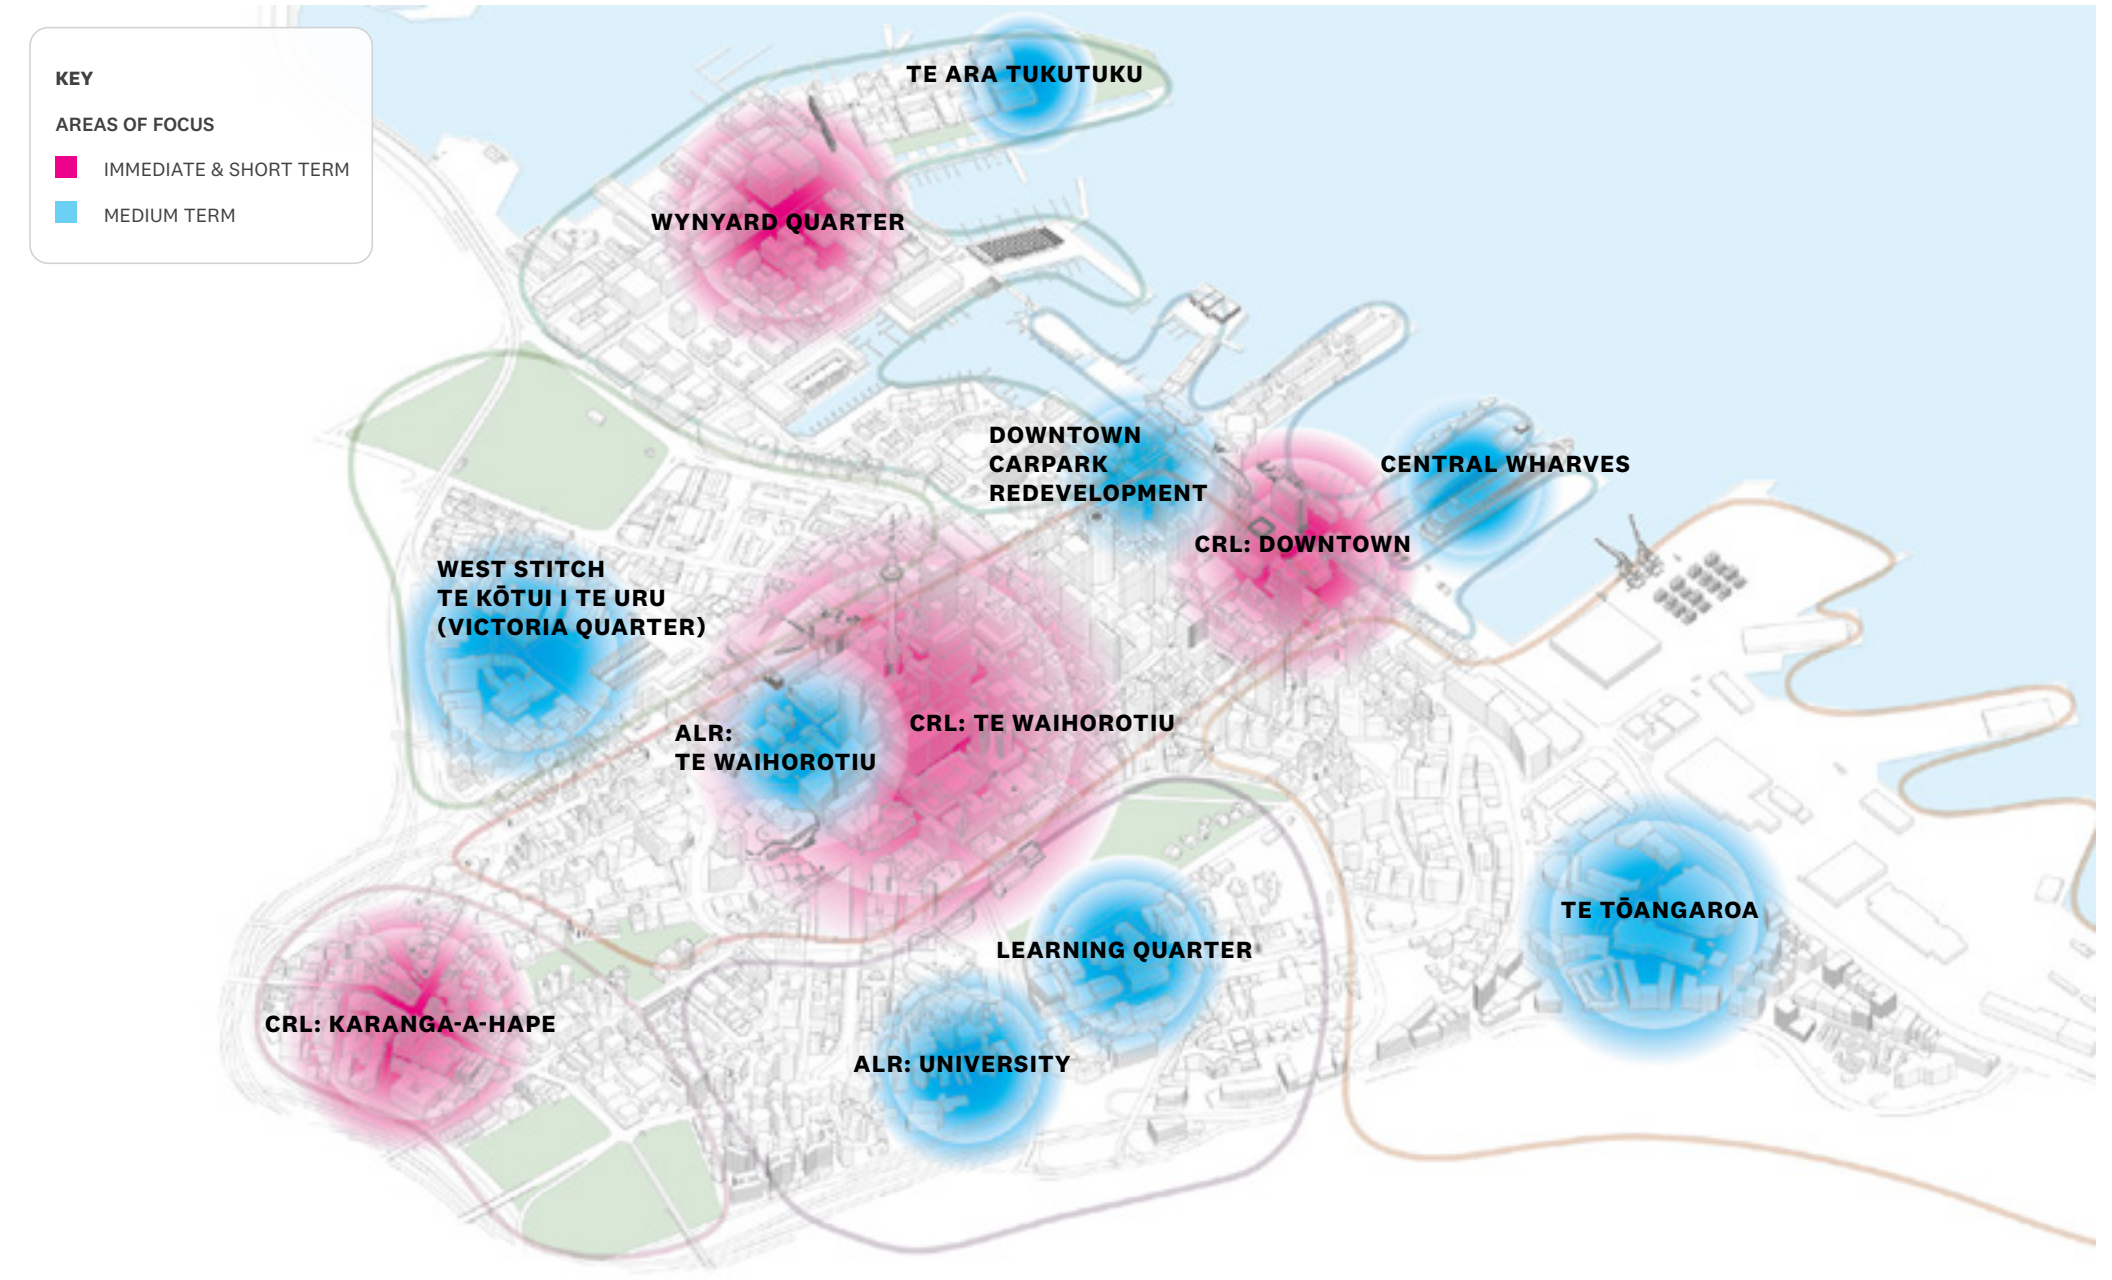 KEY
AREAS OF FOCUS
IMMEDIATE & SHORT TERM
MEDIUM TERM
TE ARA TUKUTUKU
WYNYARD QUARTER
DOWNTOWN
CARPARK
REDEVELOPMENT
CENTRAL WHARVES
CRL: DOWNTOWN
WEST STITCH
TE KŌTUI I TE URU
(VICTORIA QUARTER)
ALR:
TE WAIHOROTIU
CRL: TE WAIHOROTIU
TE TŌANGAROA
LEARNING QUARTER
CRL: KARANGA-A-HAPE
ALR: UNIVERSITY